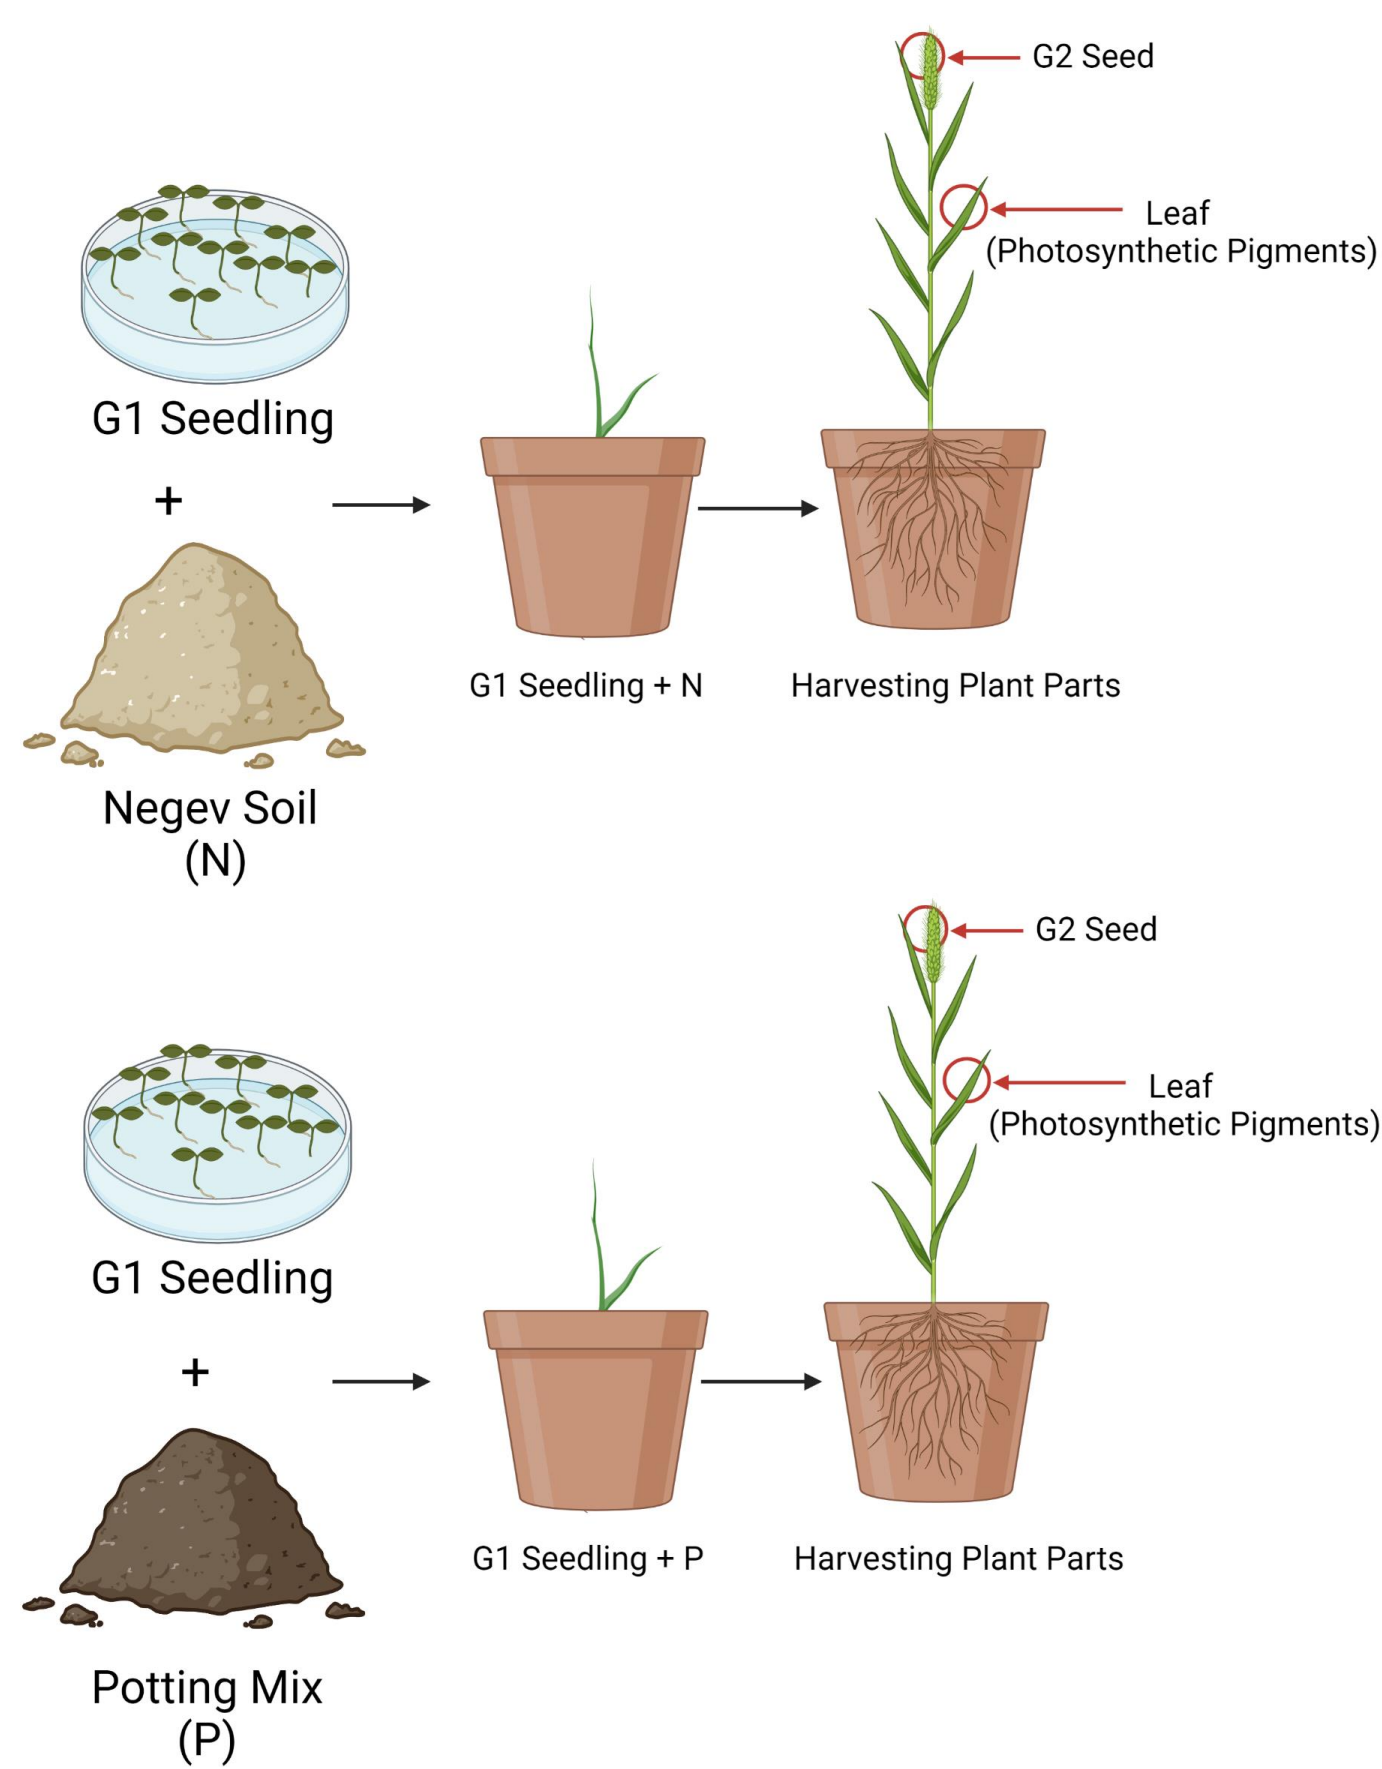 G2 Seed
Leaf
(Photosynthetic Pigments)
G1 Seedling
+
Negev Soil
(N)
G1 Seedling + N
Harvesting Plant Parts
G2 Seed
Leaf
(Photosynthetic Pigments)
G1 Seedling
+
Potting Mix
(P)
G1 Seedling + P
Harvesting Plant Parts